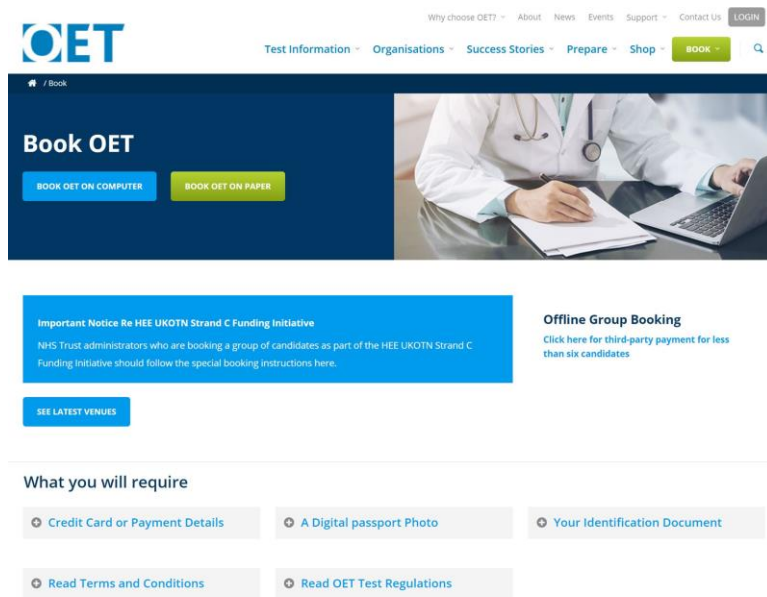 Why choose OET? About News Events Support Contact Us LOGIN
OET
Test Information Organisations Success Stories Prepare Shop BOOK
/ Book
Book OET
BOOK OET ON COMPUTER BOOK OET ON PAPER
Important Notice Re HEE UKOTN Strand C Funding Initiative
NHS Trust administrators who are booking a group of candidates as part of the HEE UKOTN Strand C
Funding Initiative should follow the special booking instructions here.
Offline Group Booking
Click here for third-party payment for less
than six candidates
SEE LATEST VENUES
What you will require
Credit Card or Payment Details
A Digital passport Photo
Your Identification Document
Read Terms and Conditions
Read OET Test Regulations